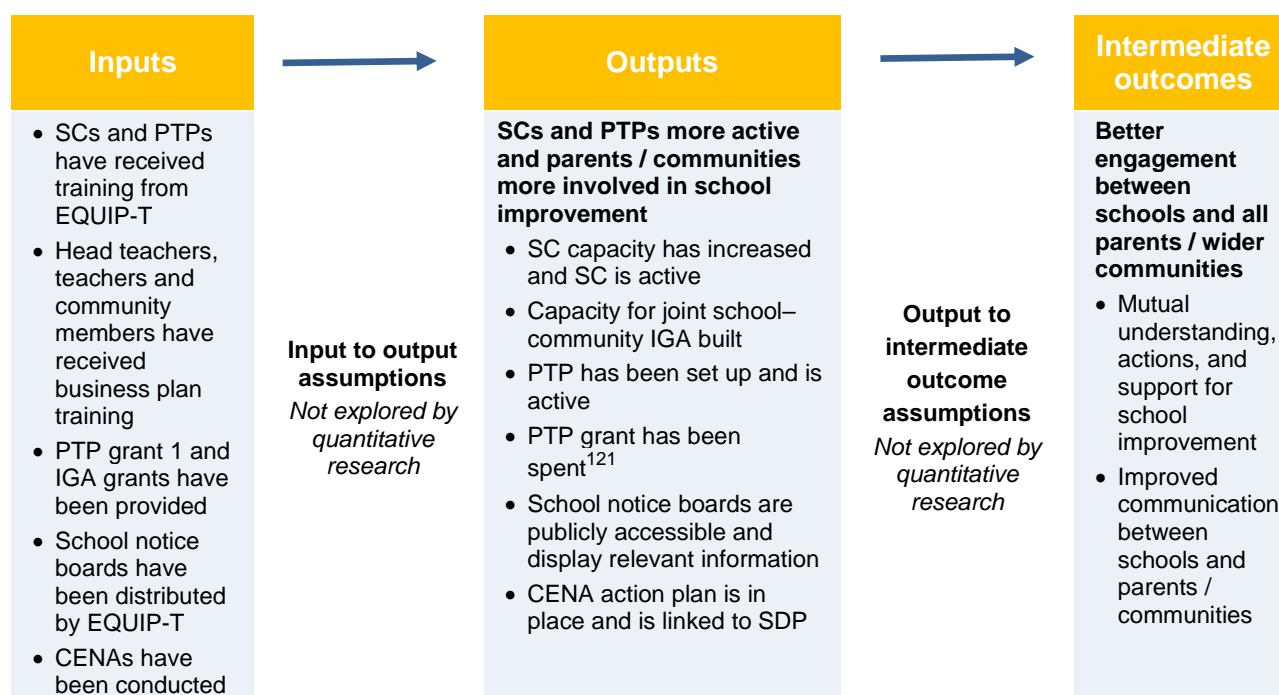 Inputs
• SCs and PTPs
have received
training from
EQUIP-T
• Head teachers,
teachers and
community
members have
received
business plan
training
• PTP grant 1 and
IGA grants have
been provided
• School notice
boards have
been distributed
by EQUIP-T
• CENAs have
been conducted
Input to output
assumptions
Not explored by
quantitative
research
Outputs
SCs and PTPs more active
and parents / communities
more involved in school
improvement
• SC capacity has increased
and SC is active
• Capacity for joint school–
community IGA built
• PTP has been set up and is
active
• PTP grant has been
spent121
• School notice boards are
publicly accessible and
display relevant information
• CENA action plan is in
place and is linked to SDP
Output to
intermediate
outcome
assumptions
Not explored by
quantitative
research
Intermediate
outcomes
Better
engagement
between
schools and all
parents / wider
communities
• Mutual
understanding,
actions, and
support for
school
improvement
• Improved
communication
between
schools and
parents /
communities